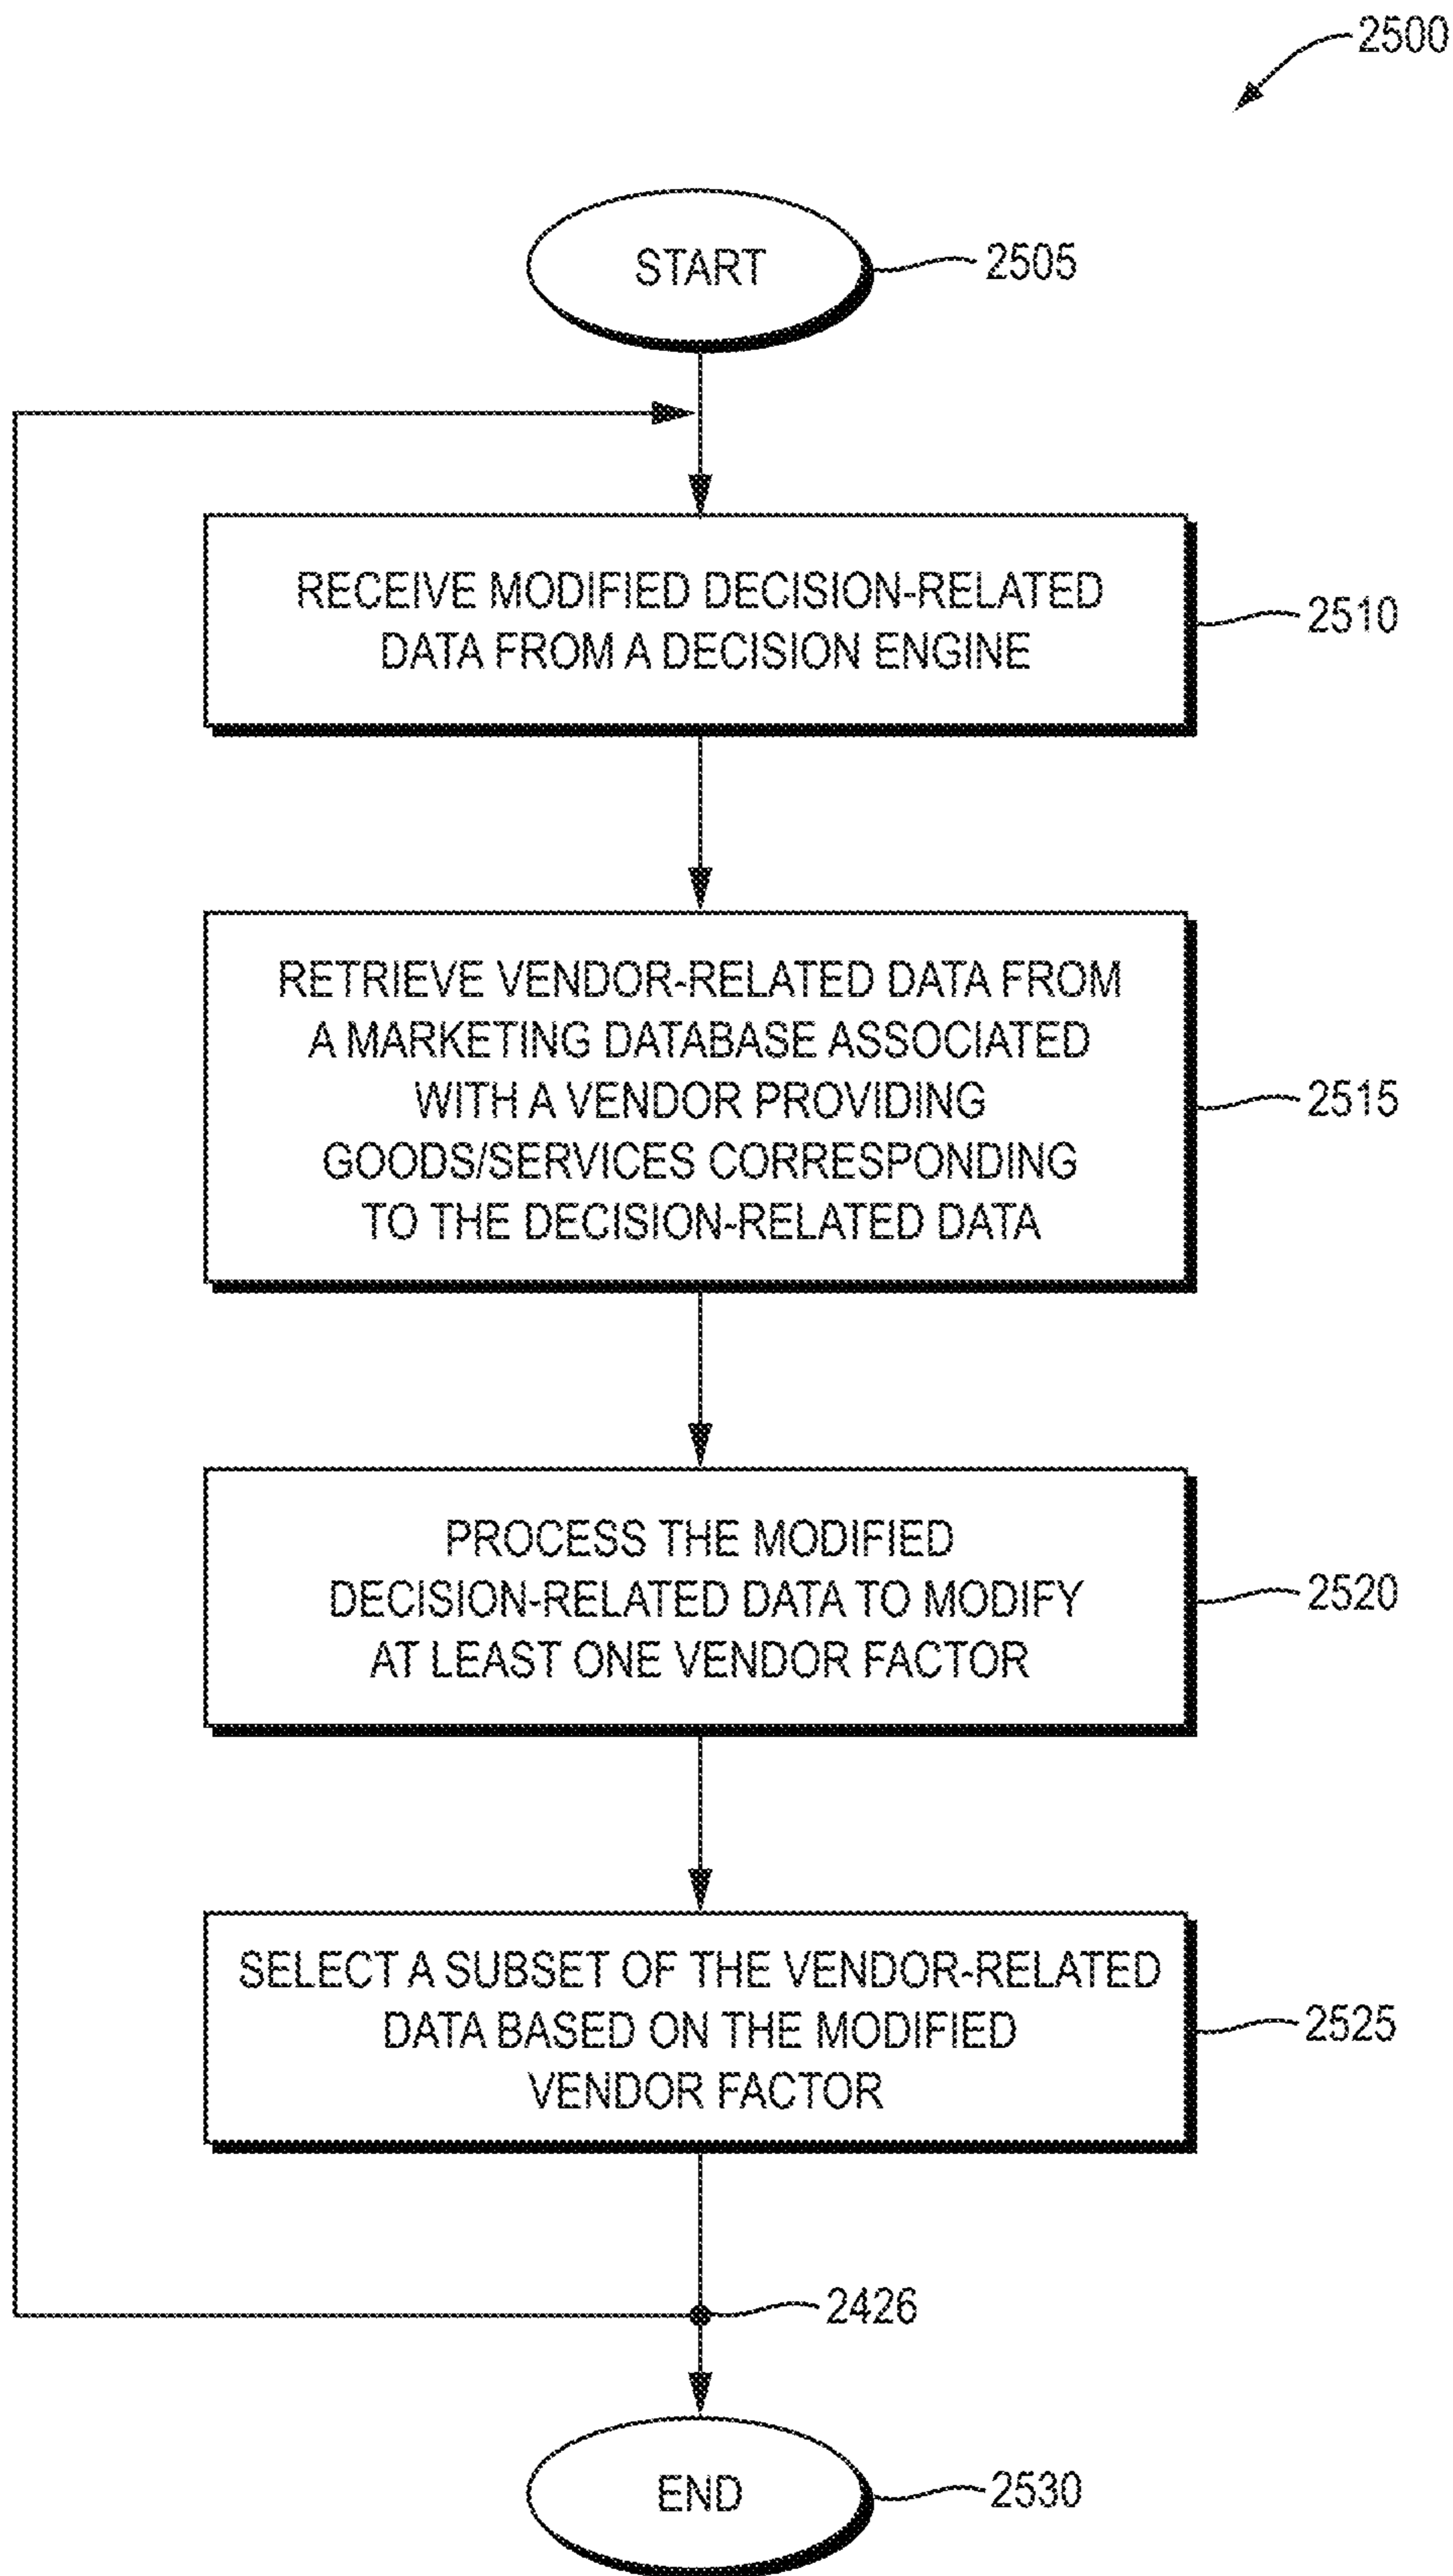 2500
START
2505
RECEIVE MODIFIED DECISION-RELATED
DATA FROM A DECISION ENGINE
2510
RETRIEVE VENDOR-RELATED DATA FROM
A MARKETING DATABASE ASSOCIATED
WITH A VENDOR PROVIDING
GOODS/SERVICES CORRESPONDING
TO THE DECISION-RELATED DATA
2515
PROCESS THE MODIFIED
DECISION-RELATED DATA TO MODIFY
AT LEAST ONE VENDOR FACTOR
2520
SELECT A SUBSET OF THE VENDOR-RELATED
DATA BASED ON THE MODIFIED
VENDOR FACTOR
2525
2426
END
2530